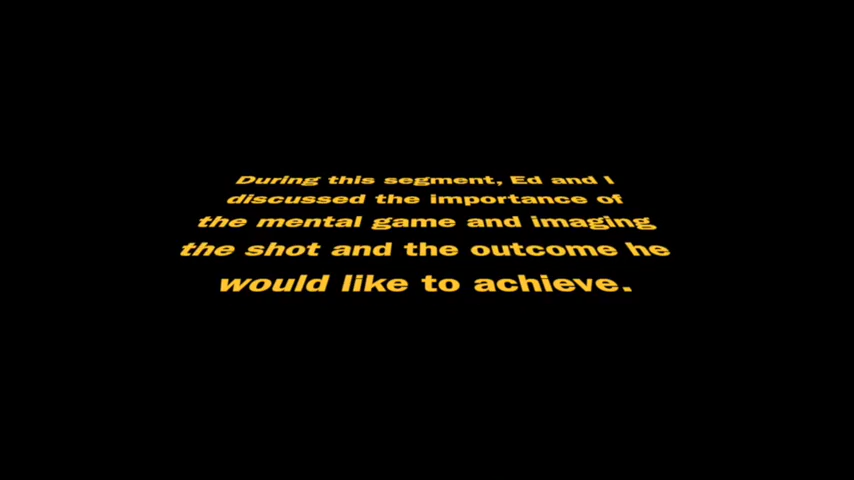 During this segment, Ed and I
discussed the importance of
the mental game and imaging
the shot and the outcome he
would like to achieve.